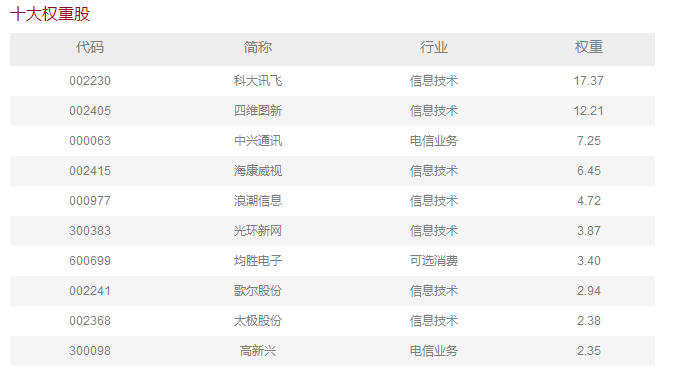 十大权重股
代码 简称 行业 权重
002230 科大讯飞 信息技术 17.37
002405 四维图新 信息技术 12.21
000063 中兴通讯 电信业务 7.25
002415 海康威视 信息技术 6.45
000977 浪潮信息 信息技术 4.72
300383 光环新网 信息技术 3.87
600699 均胜电子 可选消费 3.40
002241 歌尔股份 信息技术 2.94
002368 太极股份 信息技术 2.38
300098 高新兴 电信业务 2.35